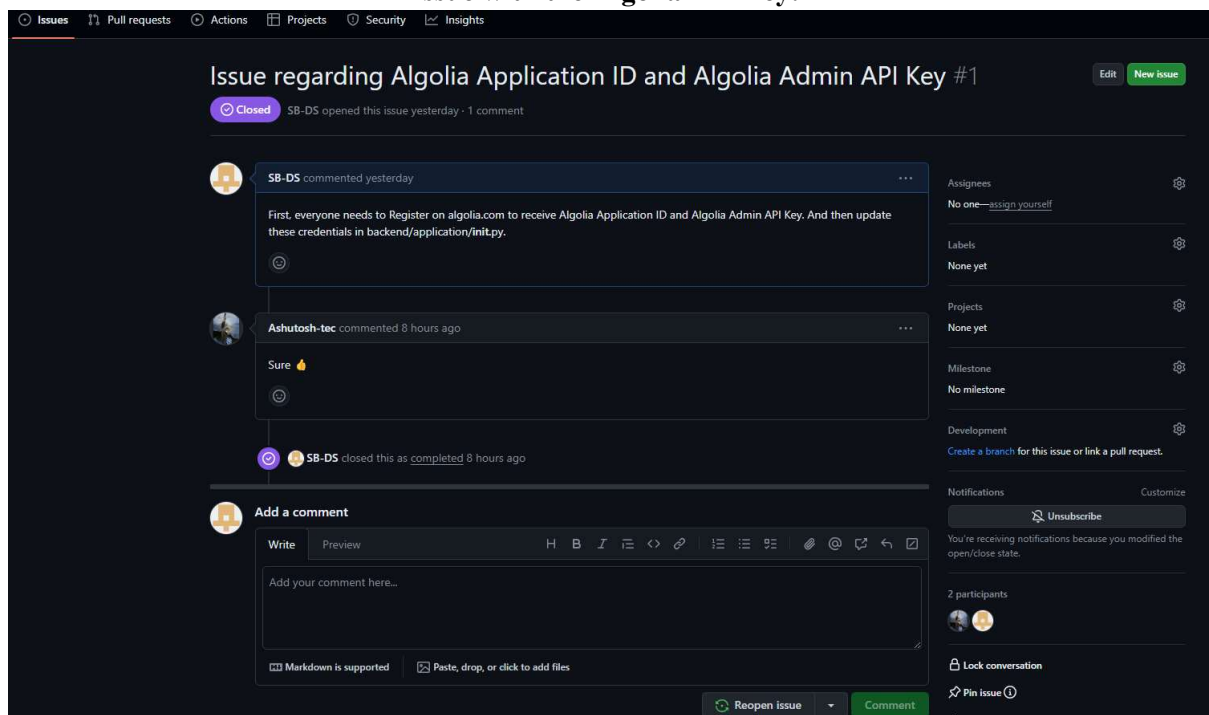 Issues Pull requests Actions Projects Security Insights
Issue regarding Algolia Application ID and Algolia Admin API Key #1
Edit New issue
Closed SB-DS opened this issue yesterday · 1 comment
SB-DS commented yesterday
First, everyone needs to Register on algolia.com to receive Algolia Application ID and Algolia Admin API Key. And then update
these credentials in backend/application/init.py.
Ashutosh-tec commented 8 hours ago
Sure 👍
SB-DS closed this as completed 8 hours ago
Add a comment
Write Preview
H B I
Add your comment here...
Markdown is supported Paste, drop, or click to add files
Reopen issue Comment
Assignees
No one—assign yourself
Labels
None yet
Projects
None yet
Milestone
No milestone
Development
Create a branch for this issue or link a pull request.
Notifications Customize
Unsubscribe
You're receiving notifications because you modified the
open/close state.
2 participants
Lock conversation
Pin issue